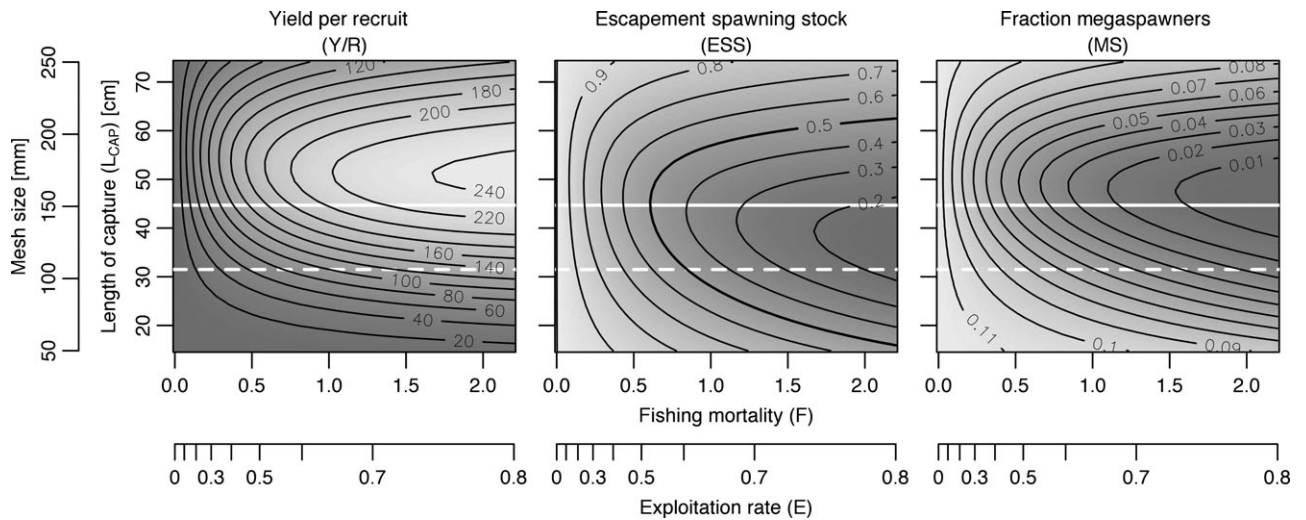 Yield per recruit
(Y/R)
Escapement spawning stock
(ESS)
Fraction megaspawners
(MS)
Mesh size [mm]
250
200
150
100
50
Length of capture (LCAP) [cm]
70
60
50
40
30
20
120
180
200
240
220
160
140
100
80
60
40
20
0.9
0.8
0.7
0.6
0.5
0.4
0.3
0.2
0.08
0.07
0.06
0.05
0.04
0.03
0.02
0.01
0.11
0.1
0.09
0.0 0.5 1.0 1.5 2.0
0.0 0.5 1.0 1.5 2.0
0.0 0.5 1.0 1.5 2.0
Fishing mortality (F)
0 0.3 0.5 0.7 0.8
0 0.3 0.5 0.7 0.8
0 0.3 0.5 0.7 0.8
Exploitation rate (E)